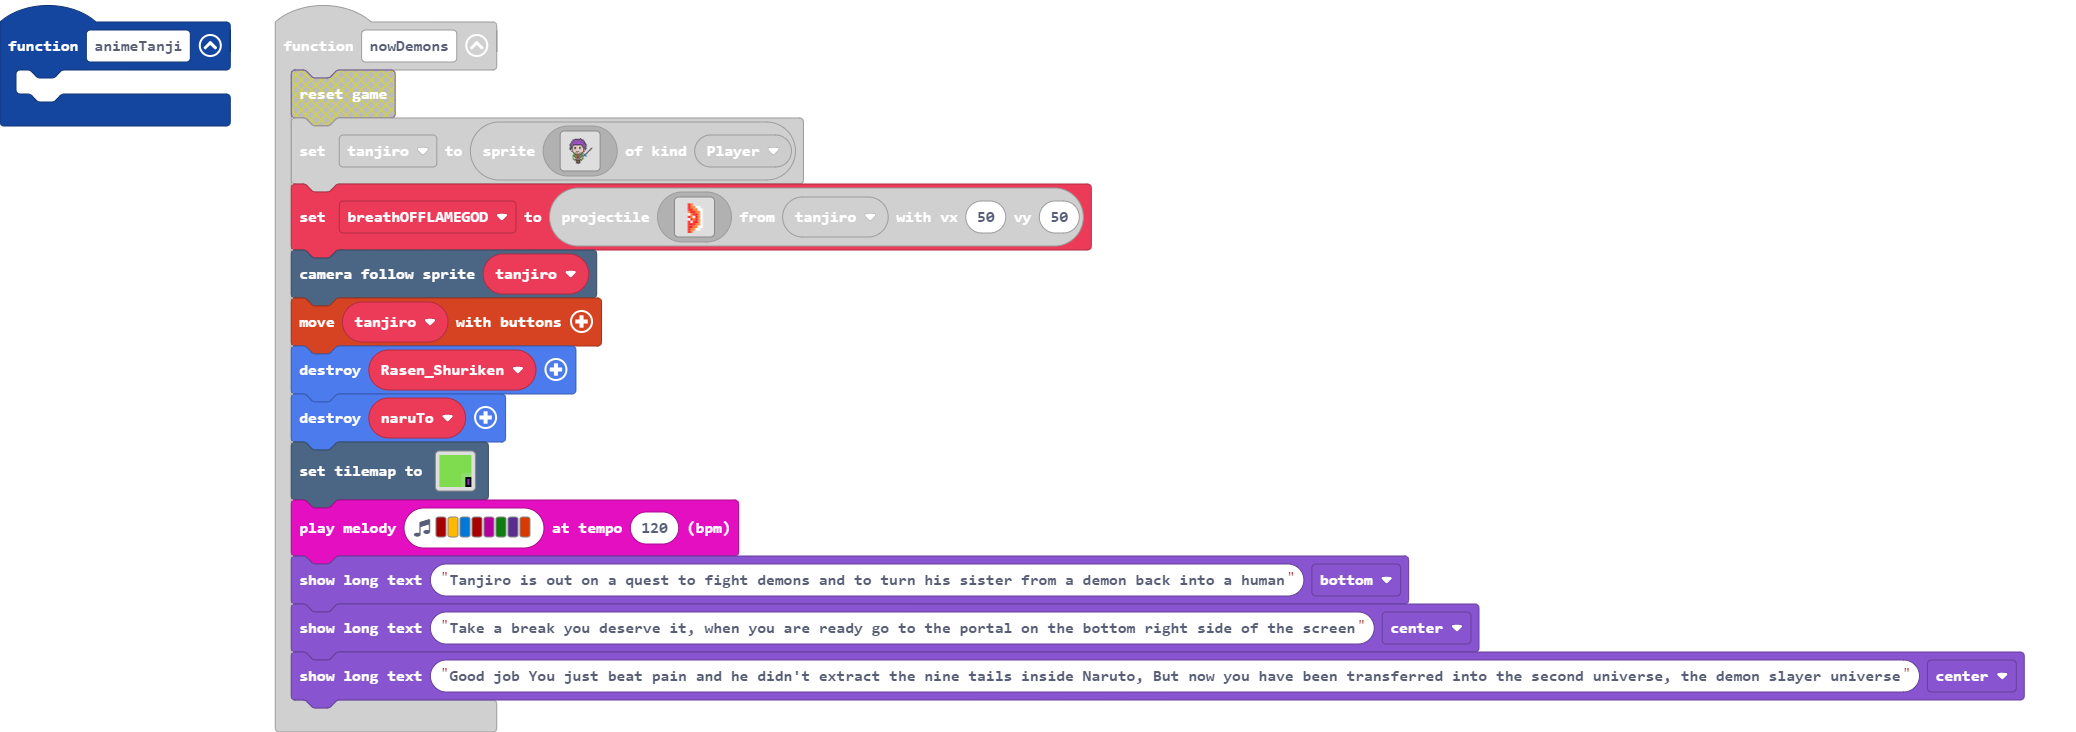 function animeTanji
function nowDemons
reset game
set tanjiro to sprite of kind Player
set breathOFFLAMEGOD to projectile from tanjiro with vx 50 vy 50
camera follow sprite tanjiro
move tanjiro with buttons
destroy Rasen_Shuriken
destroy naruTo
set tilemap to
play melody at tempo 120 (bpm)
show long text "Tanjiro is out on a quest to fight demons and to turn his sister from a demon back into a human" bottom
show long text "Take a break you deserve it, when you are ready go to the portal on the bottom right side of the screen" center
show long text "Good job You just beat pain and he didn't extract the nine tails inside Naruto, But now you have been transferred into the second universe, the demon slayer universe" center